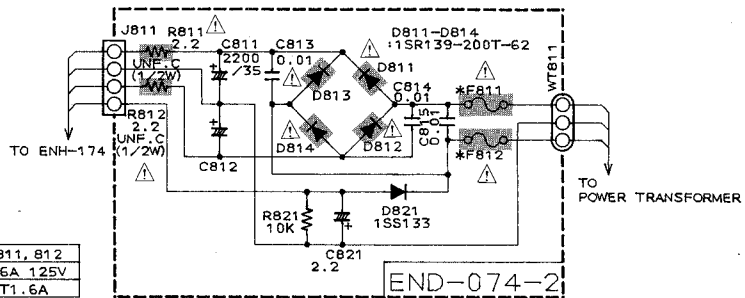 J811
R811
2.2
UNF.C
(1/2W)
R812
2.2
UNF.C
(1/2W)
TO ENH-174
C811
2200
/35
C812
C813
0.01
D811-D814
:1SR139-200T-62
D811
D813
D814
D812
C814
0.01
C815
0.01
*F811
*F812
WT811
TO
POWER TRANSFORMER
R821
10K
C821
2.2
D821
1SS133
END-074-2
811, 812
6A 125V
T1.6A